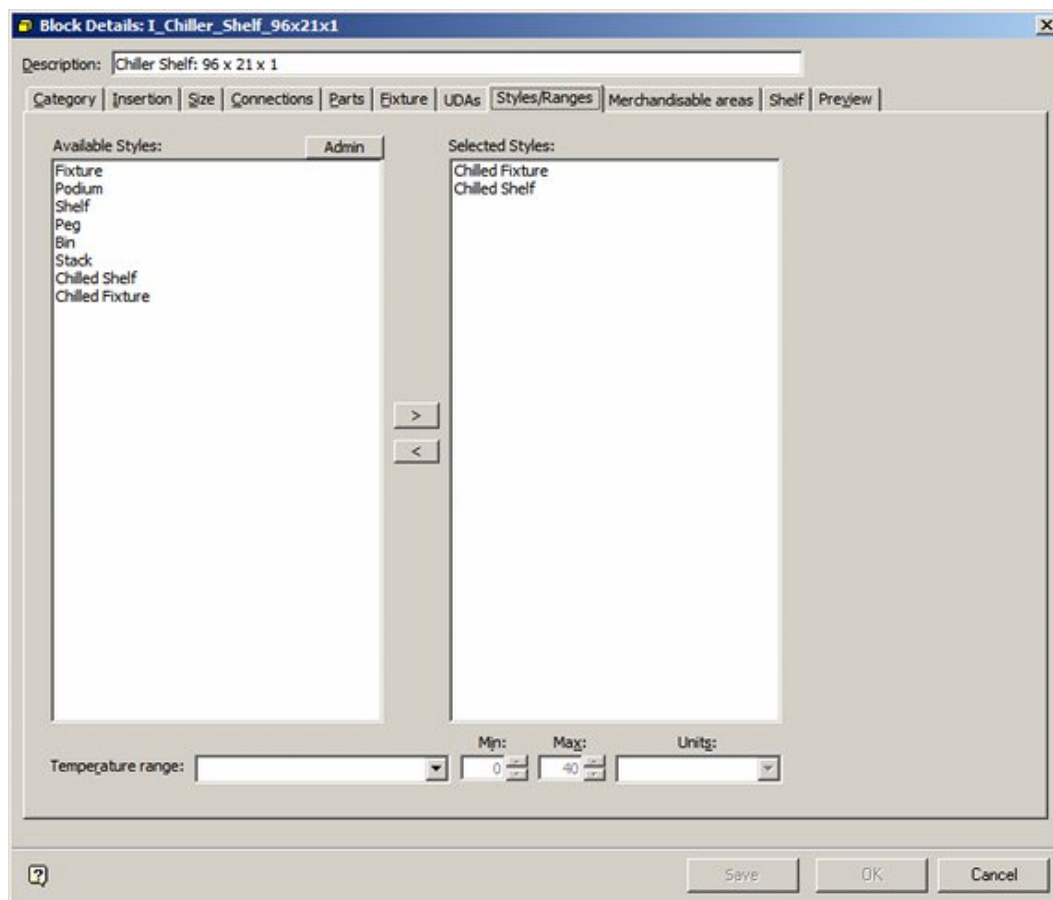 Block Details: I_Chiller_Shelf_96x21x1
Description: Chiller Shelf: 96 x 21 x 1
Category Insertion Size Connections Parts Fixture UDAs Styles/Ranges Merchandisable areas Shelf Preview
Available Styles: Admin Selected Styles:
Fixture
Podium
Shelf
Peg
Bin
Stack
Chilled Shelf
Chilled Fixture
Chilled Fixture
Chilled Shelf
>
<
Min: Max: Units:
Temperature range: 0 40
Save OK Cancel